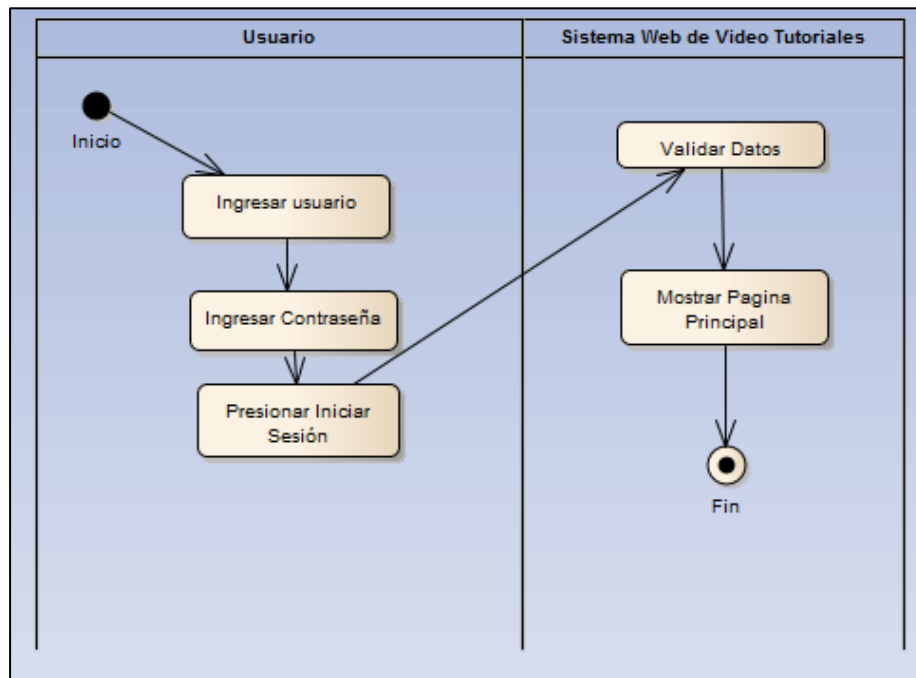 Usuario
Sistema Web de Video Tutoriales
Inicio
Ingresar usuario
Ingresar Contraseña
Presionar Iniciar
Sesión
Validar Datos
Mostrar Pagina
Principal
Fin